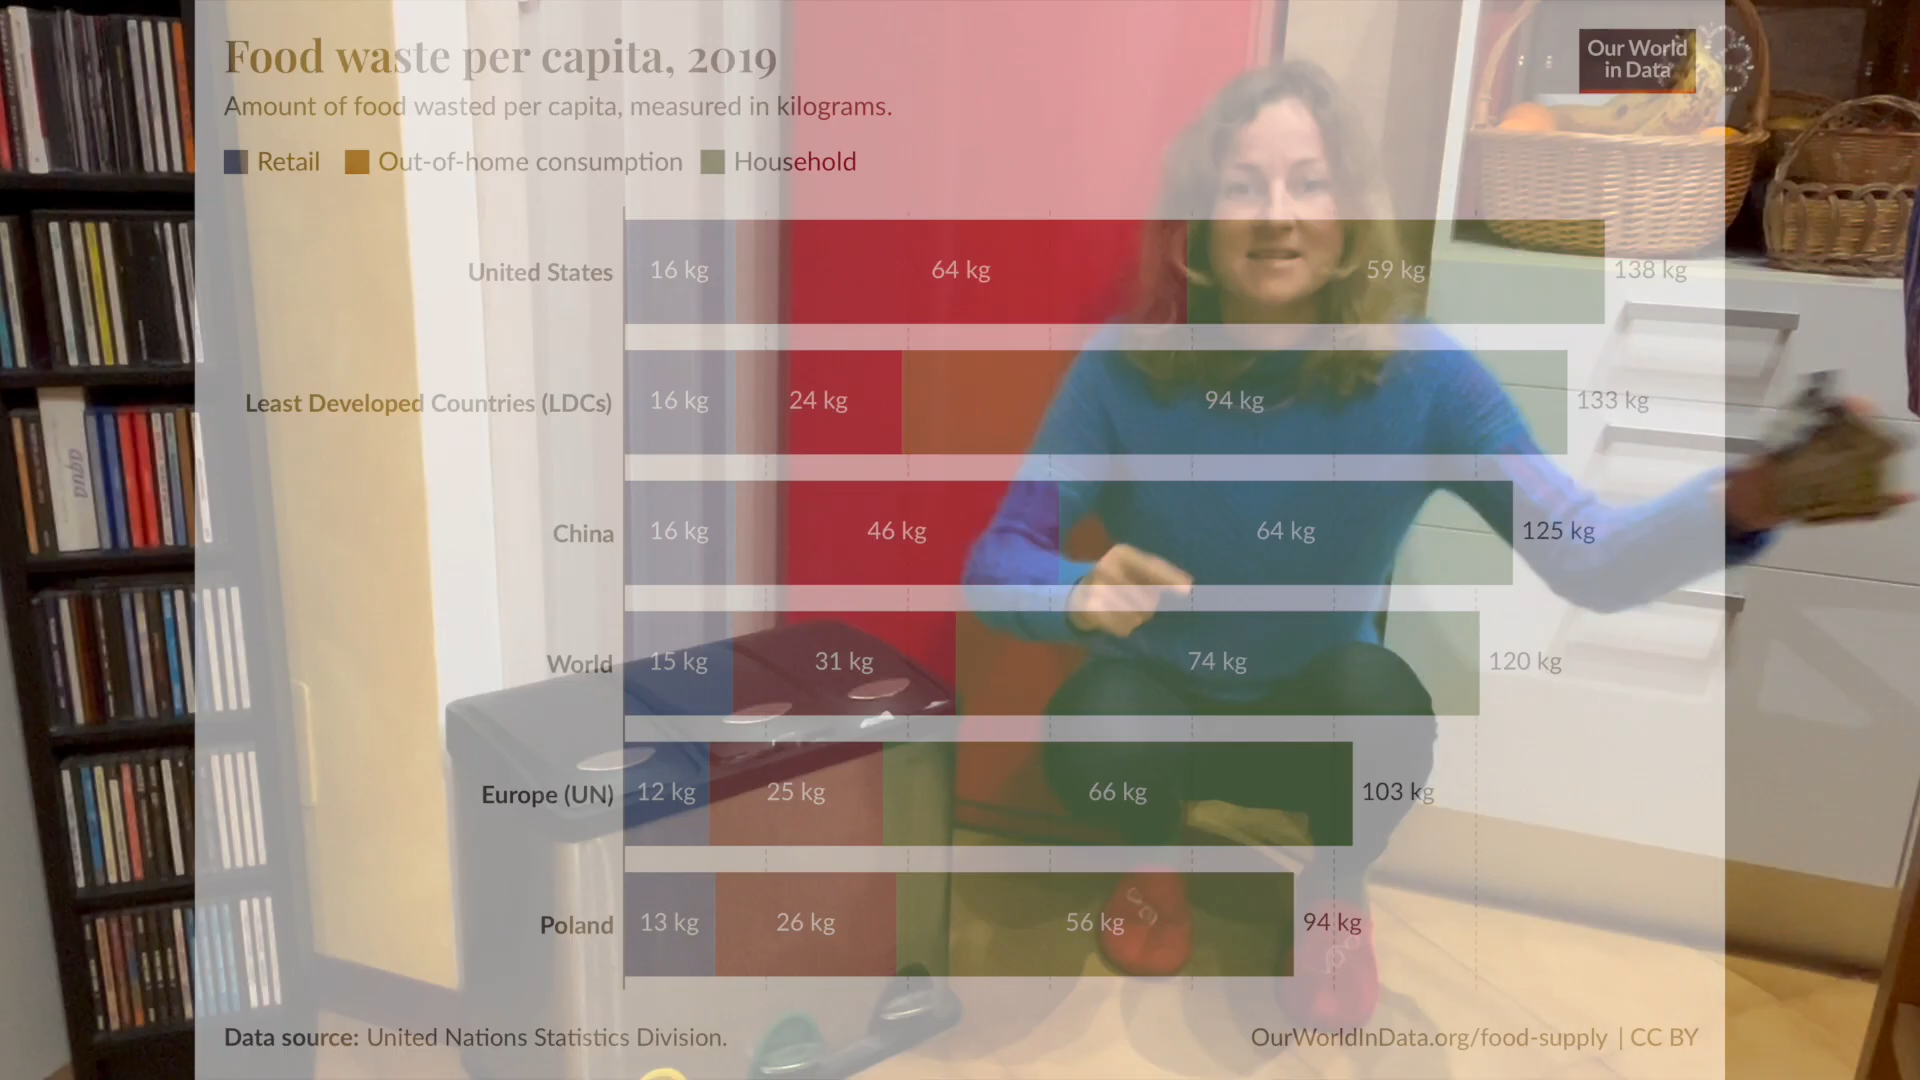 Food waste per capita, 2019
Our World
in Data
Amount of food wasted per capita, measured in kilograms.
Retail Out-of-home consumption Household
United States 16 kg 64 kg 59 kg 138 kg
Least Developed Countries (LDCs) 16 kg 24 kg 94 kg 133 kg
China 16 kg 46 kg 64 kg 125 kg
World 15 kg 31 kg 74 kg 120 kg
Europe (UN) 12 kg 25 kg 66 kg 103 kg
Poland 13 kg 26 kg 56 kg 94 kg
Data source: United Nations Statistics Division.
OurWorldInData.org/food-supply | CC BY
agua